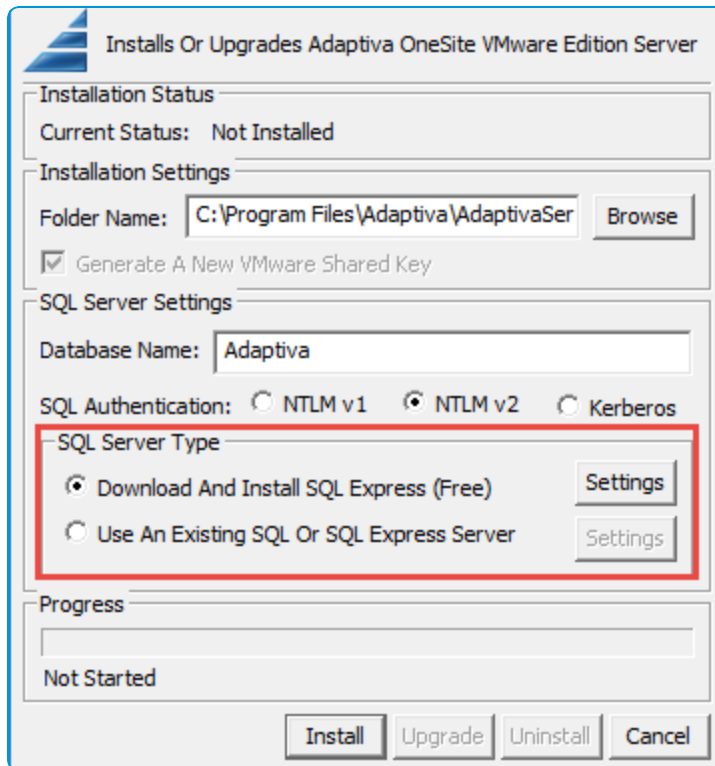 Installs Or Upgrades Adaptiva OneSite VMware Edition Server
Installation Status
Current Status: Not Installed
Installation Settings
Folder Name: C:\Program Files\Adaptiva\AdaptivaSer Browse
Generate A New VMware Shared Key
SQL Server Settings
Database Name: Adaptiva
SQL Authentication: NTLM v1 NTLM v2 Kerberos
SQL Server Type
Download And Install SQL Express (Free) Settings
Use An Existing SQL Or SQL Express Server Settings
Progress
Not Started
Install Upgrade Uninstall Cancel